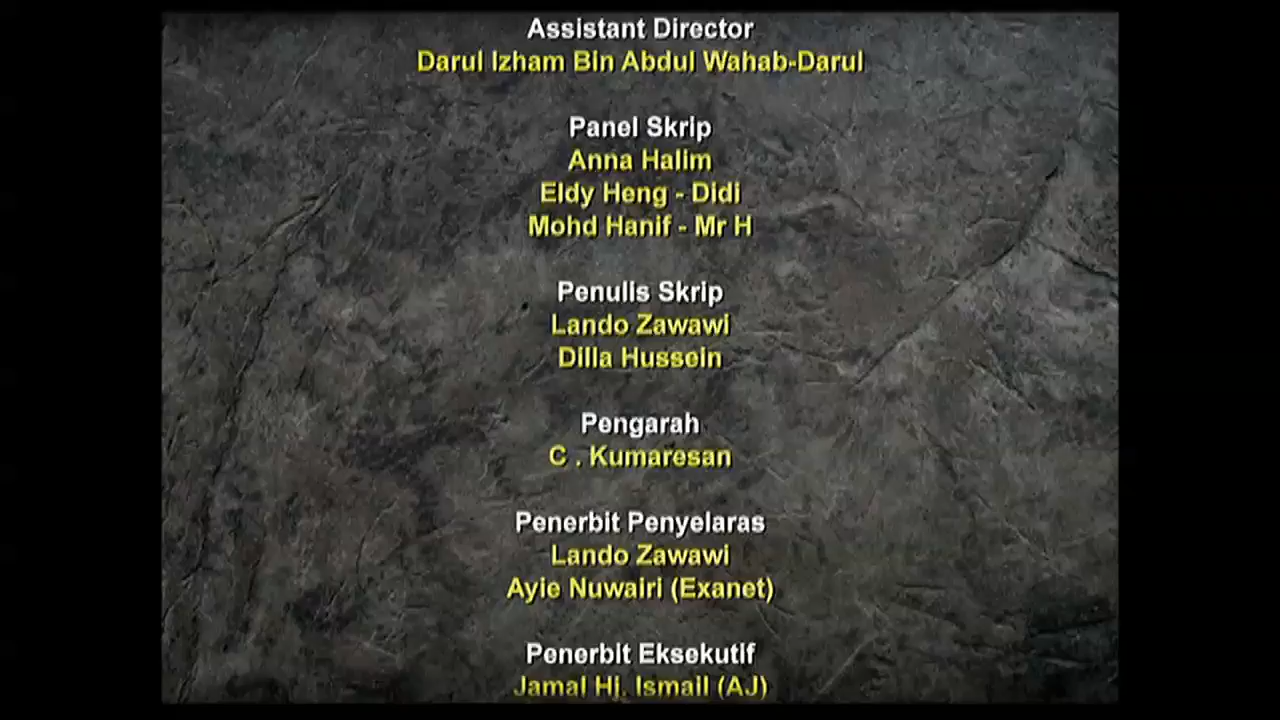 Assistant Director
Darul Izham Bin Abdul Wahab-Darul
Panel Skrip
Anna Halim
Eldy Heng - Didi
Mohd Hanif - Mr H
Penulis Skrip
Lando Zawawi
Dilla Hussein
Pengarah
C . Kumaresan
Penerbit Penyelaras
Lando Zawawi
Ayie Nuwairi (Exanet)
Penerbit Eksekutif
Jamal Hj. Ismail (AJ)